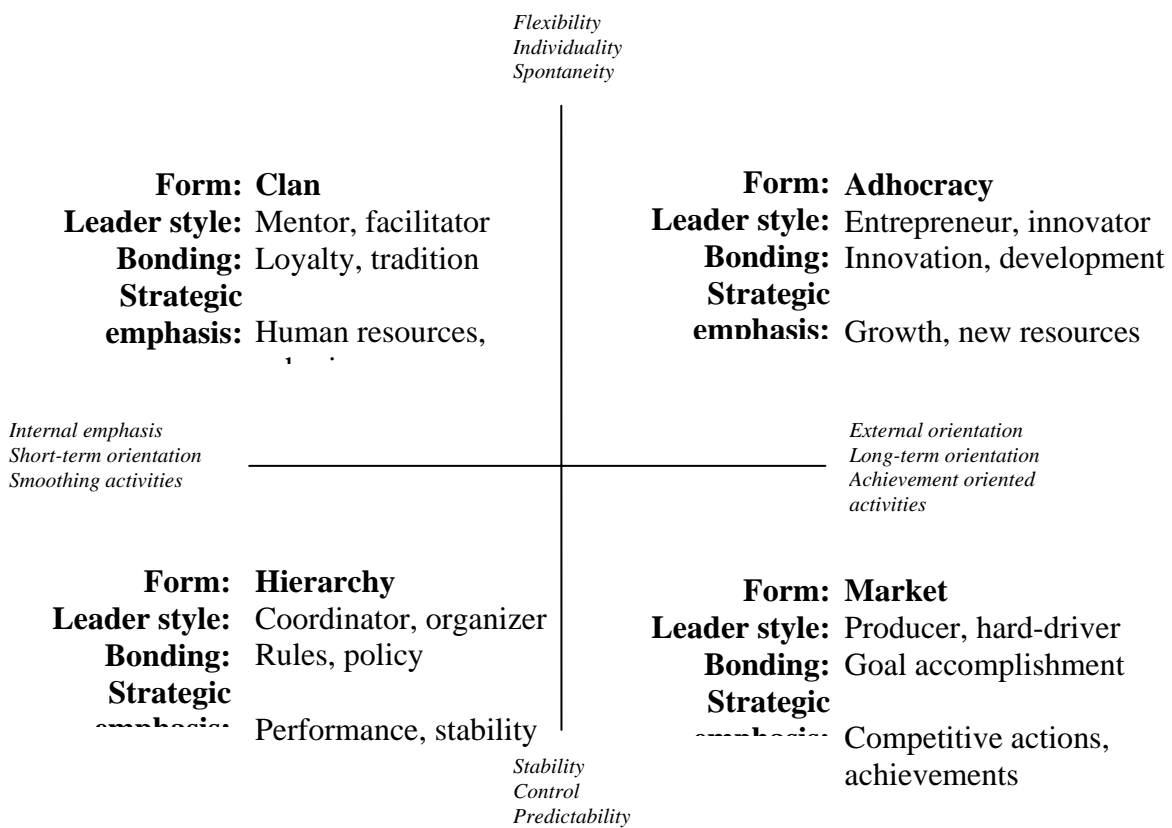 Flexibility
Individuality
Spontaneity
Form: Clan
Leader style: Mentor, facilitator
Bonding: Loyalty, tradition
Strategic
emphasis: Human resources,
Form: Adhocracy
Leader style: Entrepreneur, innovator
Bonding: Innovation, development
Strategic
emphasis: Growth, new resources
Internal emphasis
Short-term orientation
Smoothing activities
External orientation
Long-term orientation
Achievement oriented
activities
Form: Hierarchy
Leader style: Coordinator, organizer
Bonding: Rules, policy
Strategic
emphasis: Performance, stability
Form: Market
Leader style: Producer, hard-driver
Bonding: Goal accomplishment
Strategic
emphasis: Competitive actions,
achievements
Stability
Control
Predictability